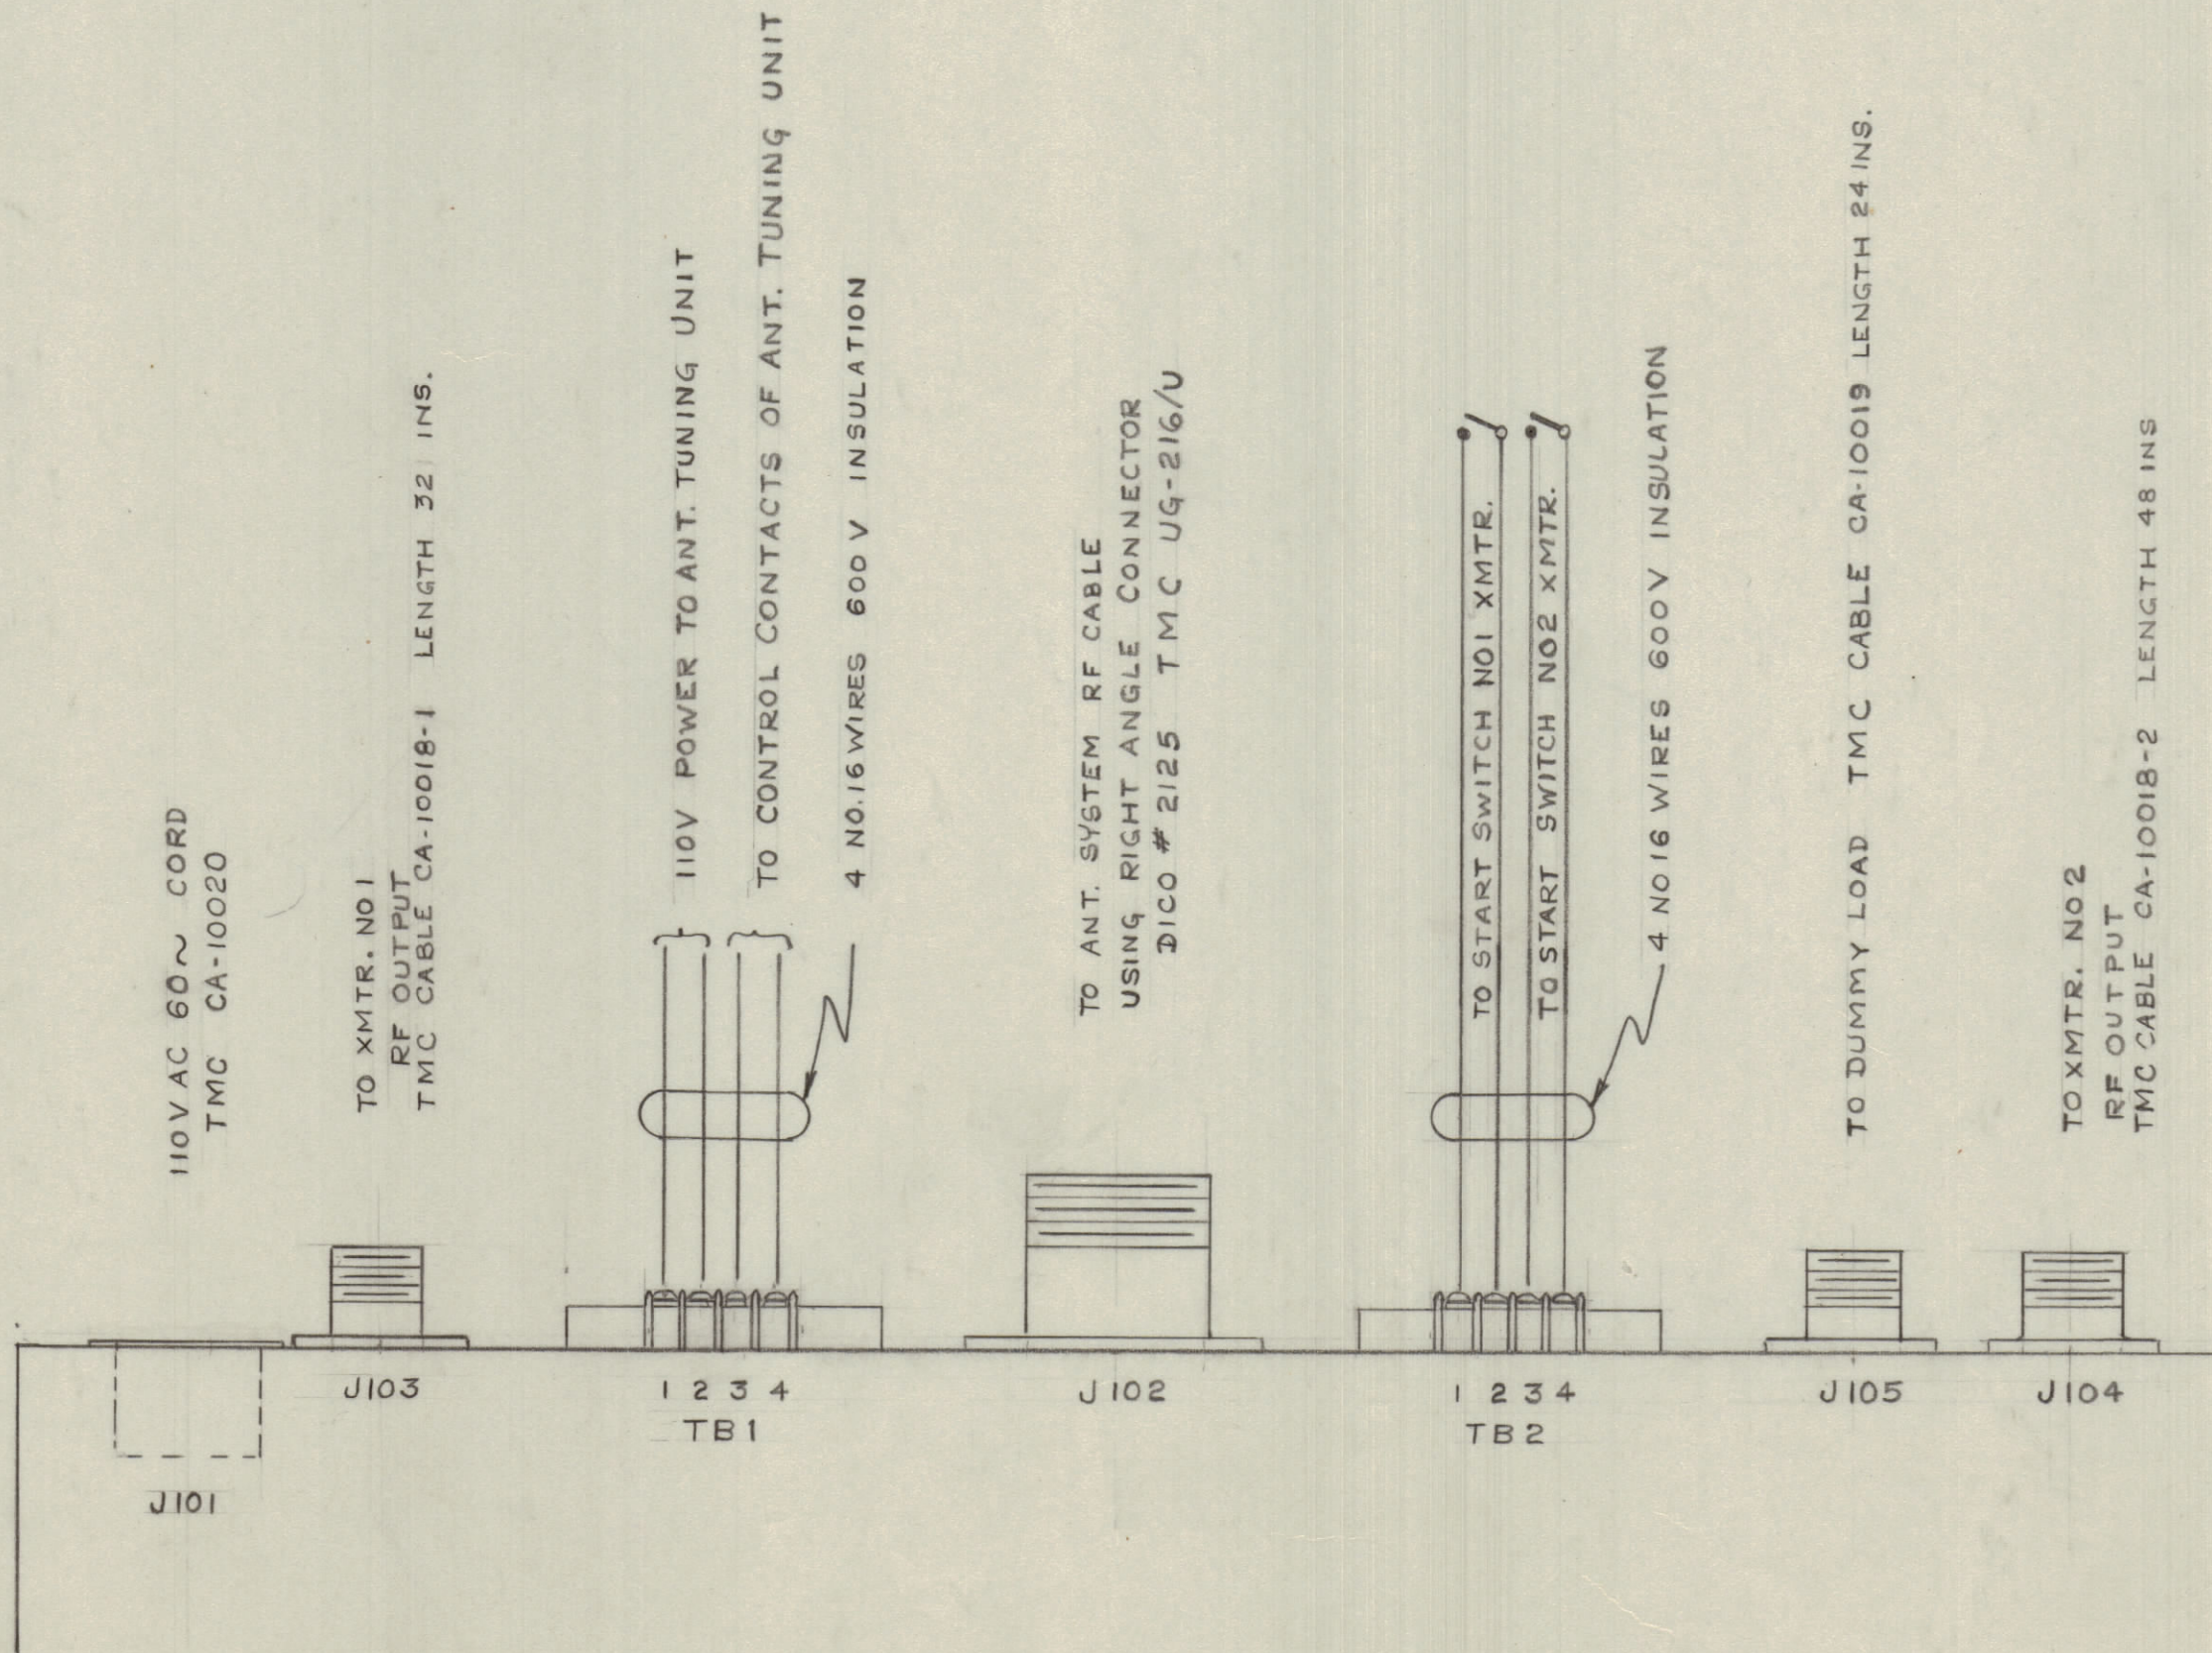 110V AC 60~ CORD
TMC CA-10020
TO XMTR. NO 1
RF OUTPUT
TMC CABLE CA-10018-1 LENGTH 32 INS.
110V POWER TO ANT. TUNING UNIT
TO CONTROL CONTACTS OF ANT. TUNING UNIT
4 NO.16 WIRES 600 V INSULATION
TO ANT. SYSTEM RF CABLE
USING RIGHT ANGLE CONNECTOR
DICO # 2125 TMC UG-216/U
TO START SWITCH NO1 XMTR.
TO START SWITCH NO2 XMTR.
4 NO 16 WIRES 600V INSULATION
TO DUMMY LOAD TMC CABLE CA-10019 LENGTH 24 INS.
TO XMTR. NO 2
RF OUTPUT
TMC CABLE CA-10018-2 LENGTH 48 INS
J103
1 2 3 4
TB1
J102
1 2 3 4
TB2
J105
J104
J101